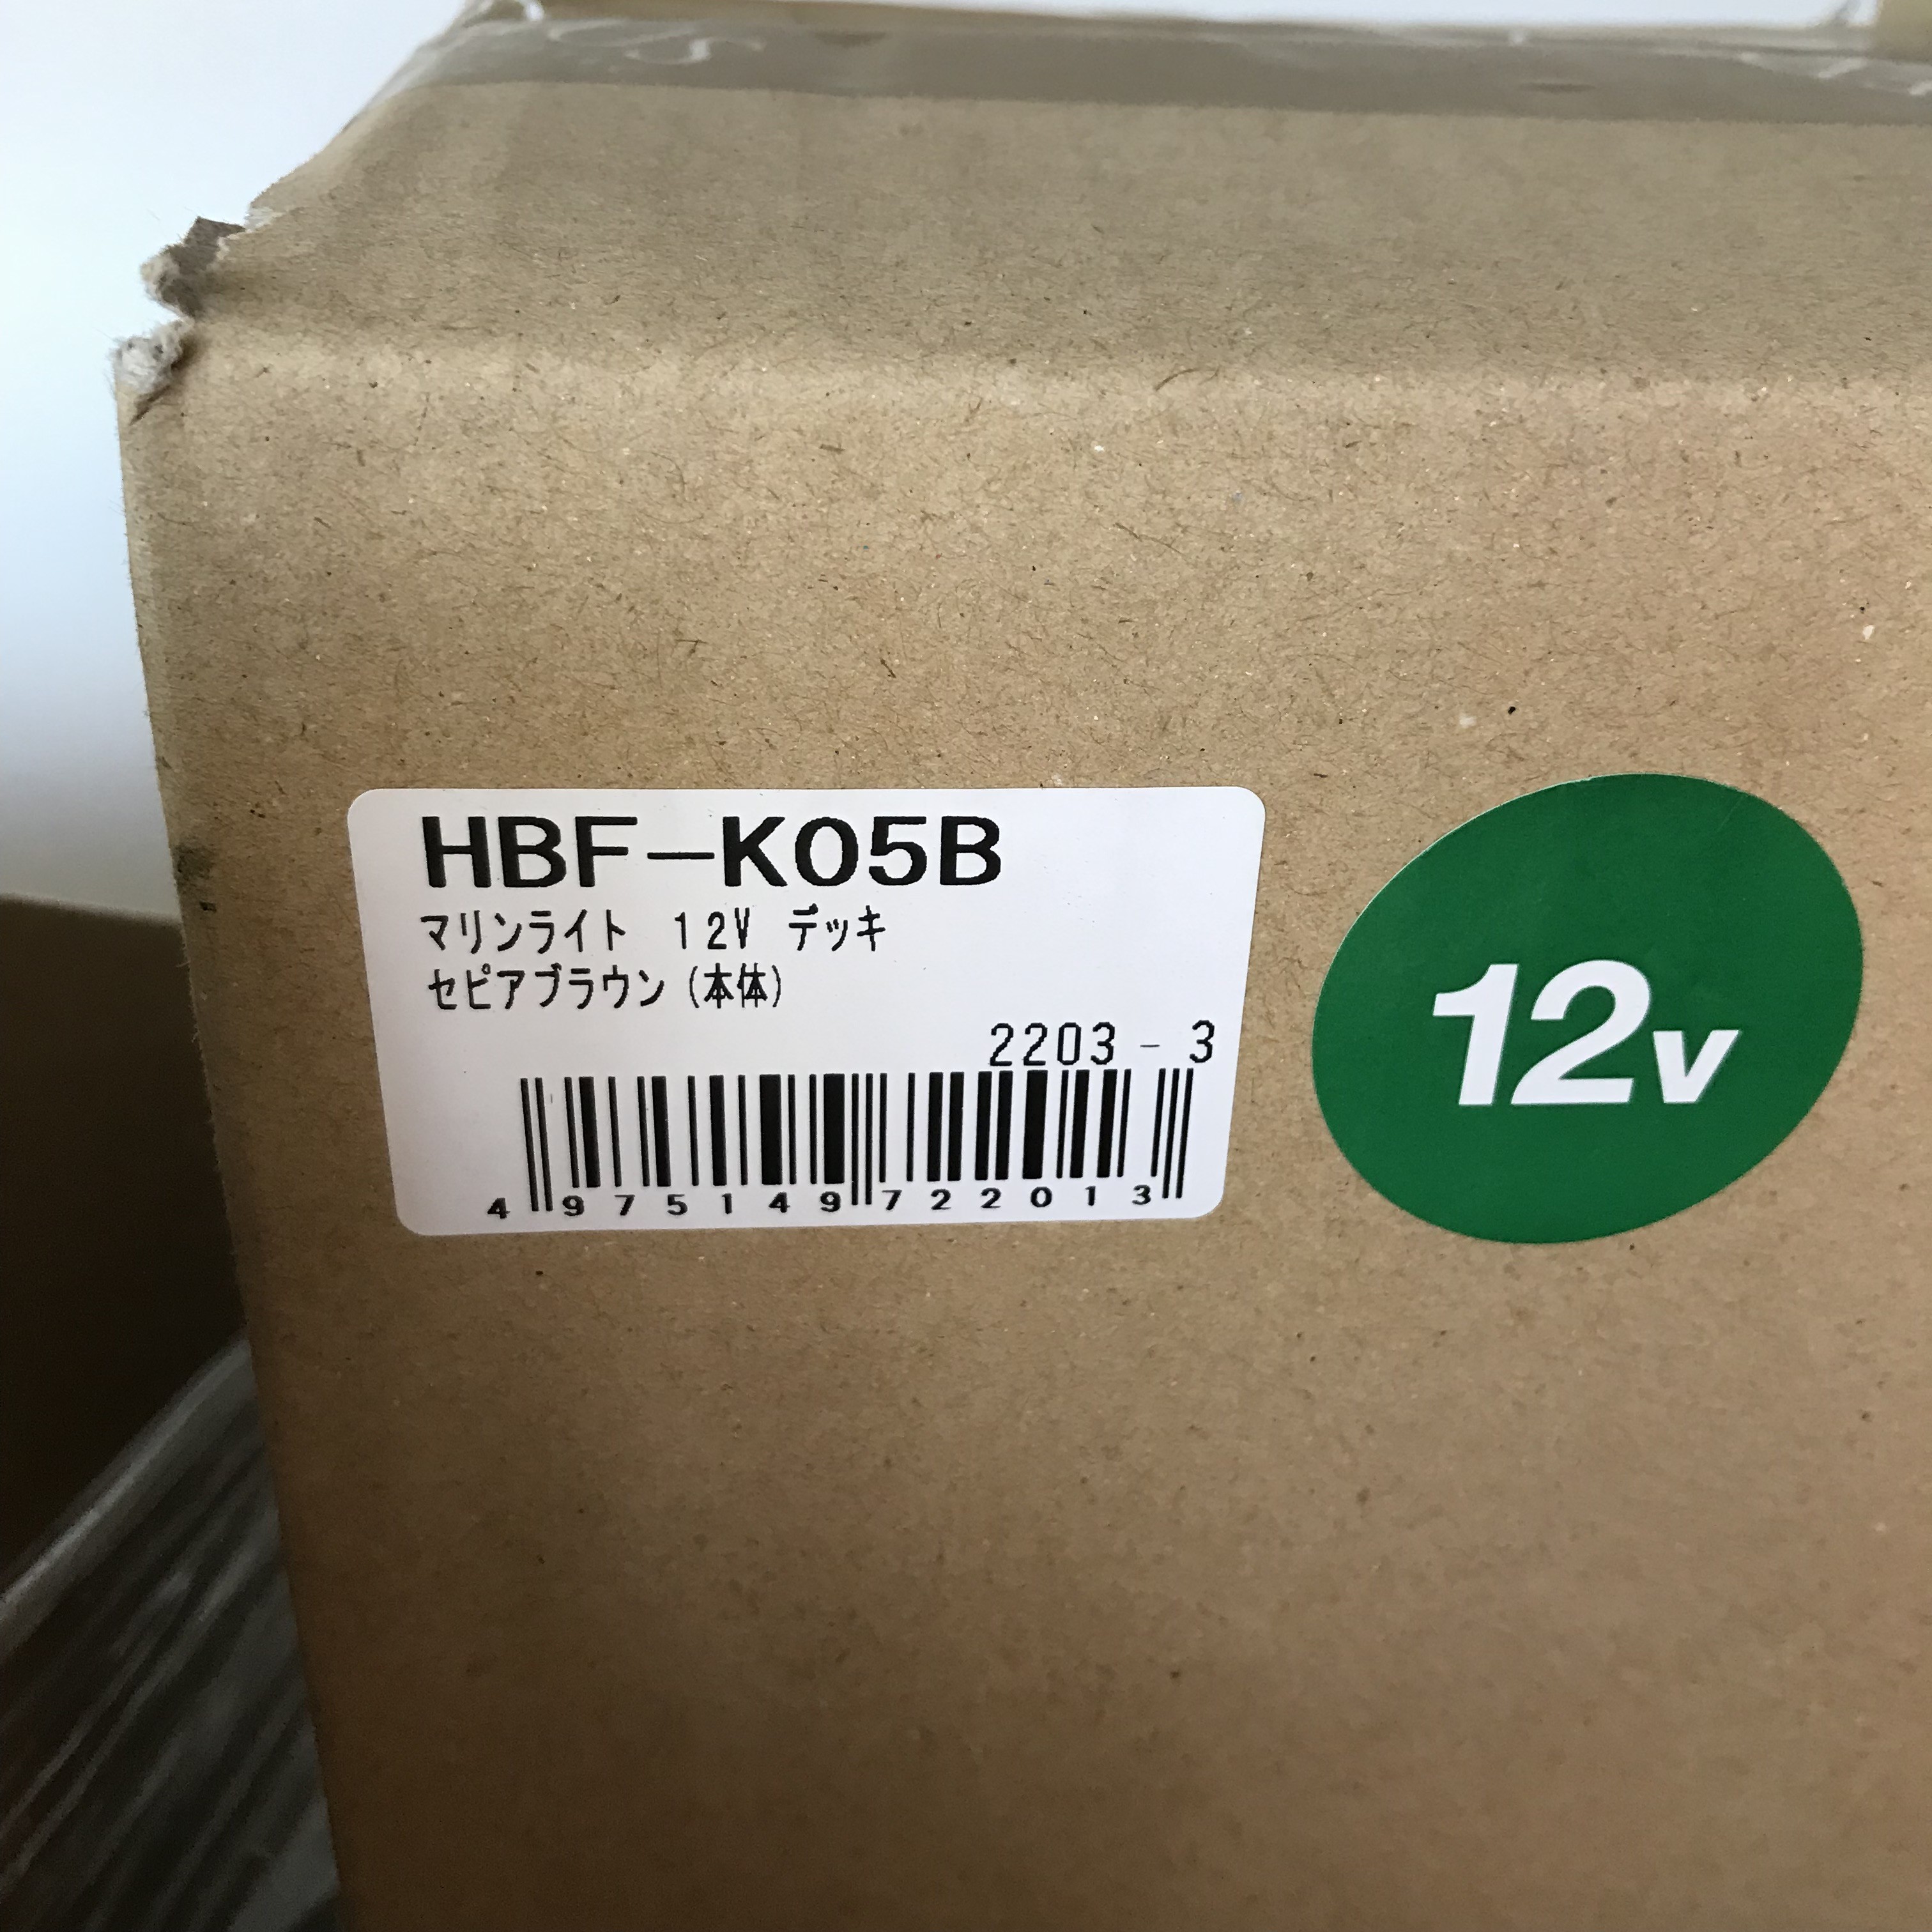 HBF-K05B
マリンライト 12V デッキ
セピアブラウン(本体)
2203 - 3
4 975149 722013
12v